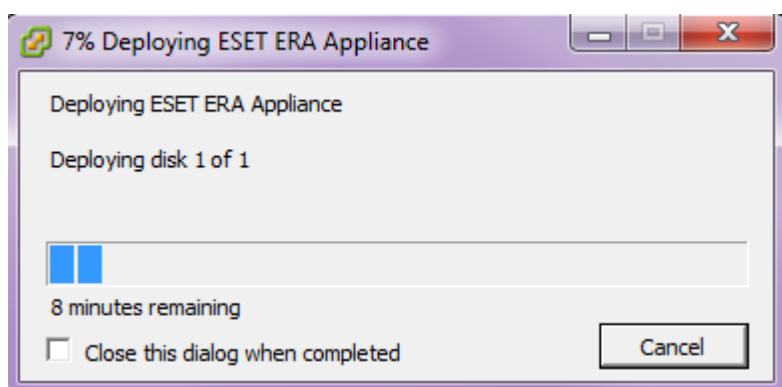 7% Deploying ESET ERA Appliance
Deploying ESET ERA Appliance
Deploying disk 1 of 1
8 minutes remaining
Close this dialog when completed
Cancel